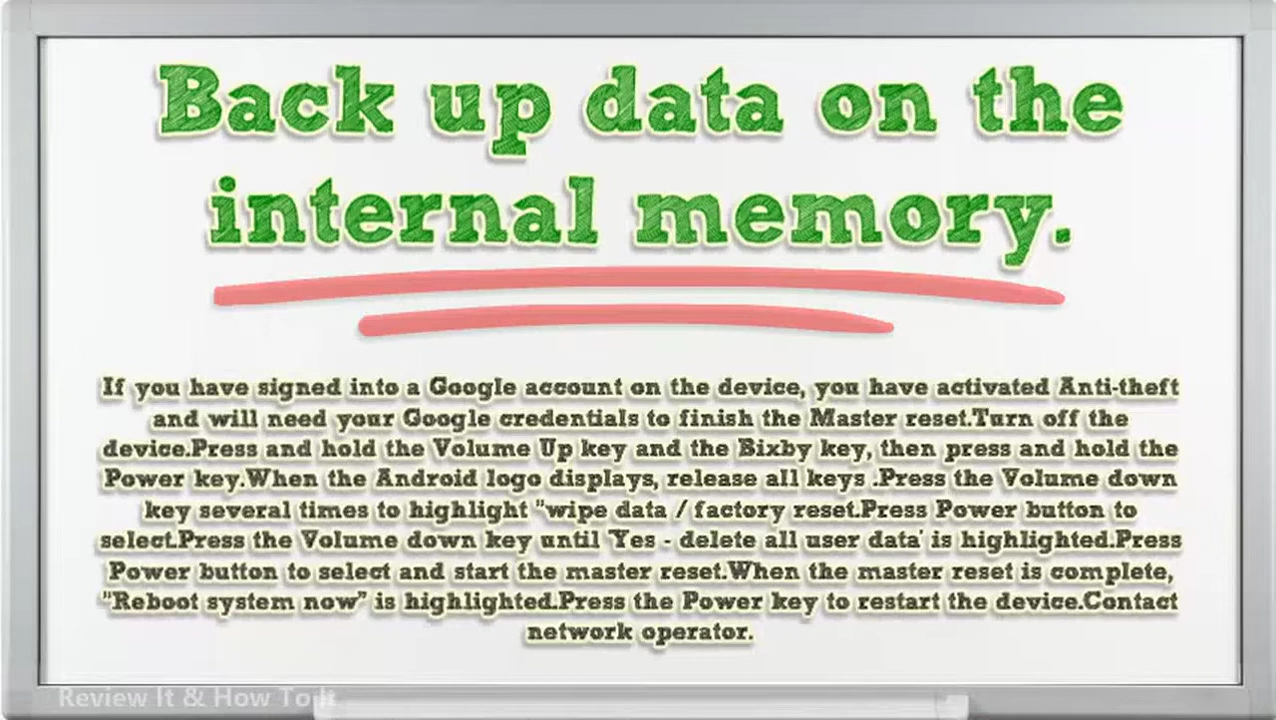 Back up data on the
internal memory.
If you have signed into a Google account on the device, you have activated Anti-theft
and will need your Google credentials to finish the Master reset.Turn off the
device.Press and hold the Volume Up key and the Bixby key, then press and hold the
Power key.When the Android logo displays, release all keys .Press the Volume down
key several times to highlight "wipe data / factory reset.Press Power button to
select.Press the Volume down key until 'Yes - delete all user data' is highlighted.Press
Power button to select and start the master reset.When the master reset is complete,
"Reboot system now" is highlighted.Press the Power key to restart the device.Contact
network operator.
Review It & How To It